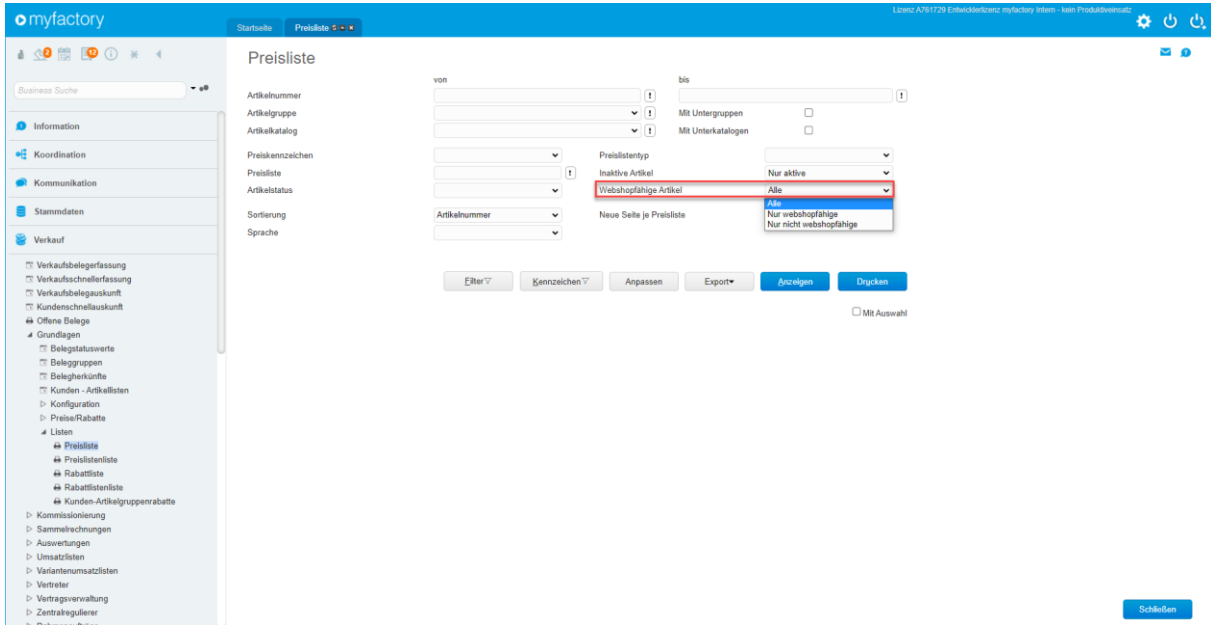 myfactory
Lizenz A761729 Entwicklerlizenz myfactory Intern - kein Produktiveinsatz
Startseite
Preisliste
2
12
Business Suche
Information
Koordination
Kommunikation
Stammdaten
Verkauf
Verkaufsbelegerfassung
Verkaufsschnellerfassung
Verkaufsbelegauskunft
Kundenschnellauskunft
Offene Belege
Grundlagen
Belegstatuswerte
Beleggruppen
Belegherkünfte
Kunden - Artikellisten
Konfiguration
Preise/Rabatte
Listen
Preisliste
Preislistenliste
Rabattliste
Rabattlistenliste
Kunden-Artikelgruppenrabatte
Kommissionierung
Sammelrechnungen
Auswertungen
Umsatzlisten
Variantenumsatzlisten
Vertreter
Vertragsverwaltung
Zentralregulierer
Preisliste
von bis
Artikelnummer ! !
Artikelgruppe ! Mit Untergruppen
Artikelkatalog ! Mit Unterkatalogen
Preiskennzeichen Preislistentyp
Preisliste ! Inaktive Artikel Nur aktive
Artikelstatus Webshopfähige Artikel Alle
Alle
Nur webshopfähige
Nur nicht webshopfähige
Sortierung Artikelnummer Neue Seite je Preisliste
Sprache
Filter Kennzeichen Anpassen Export Anzeigen Drucken
Mit Auswahl
Schließen